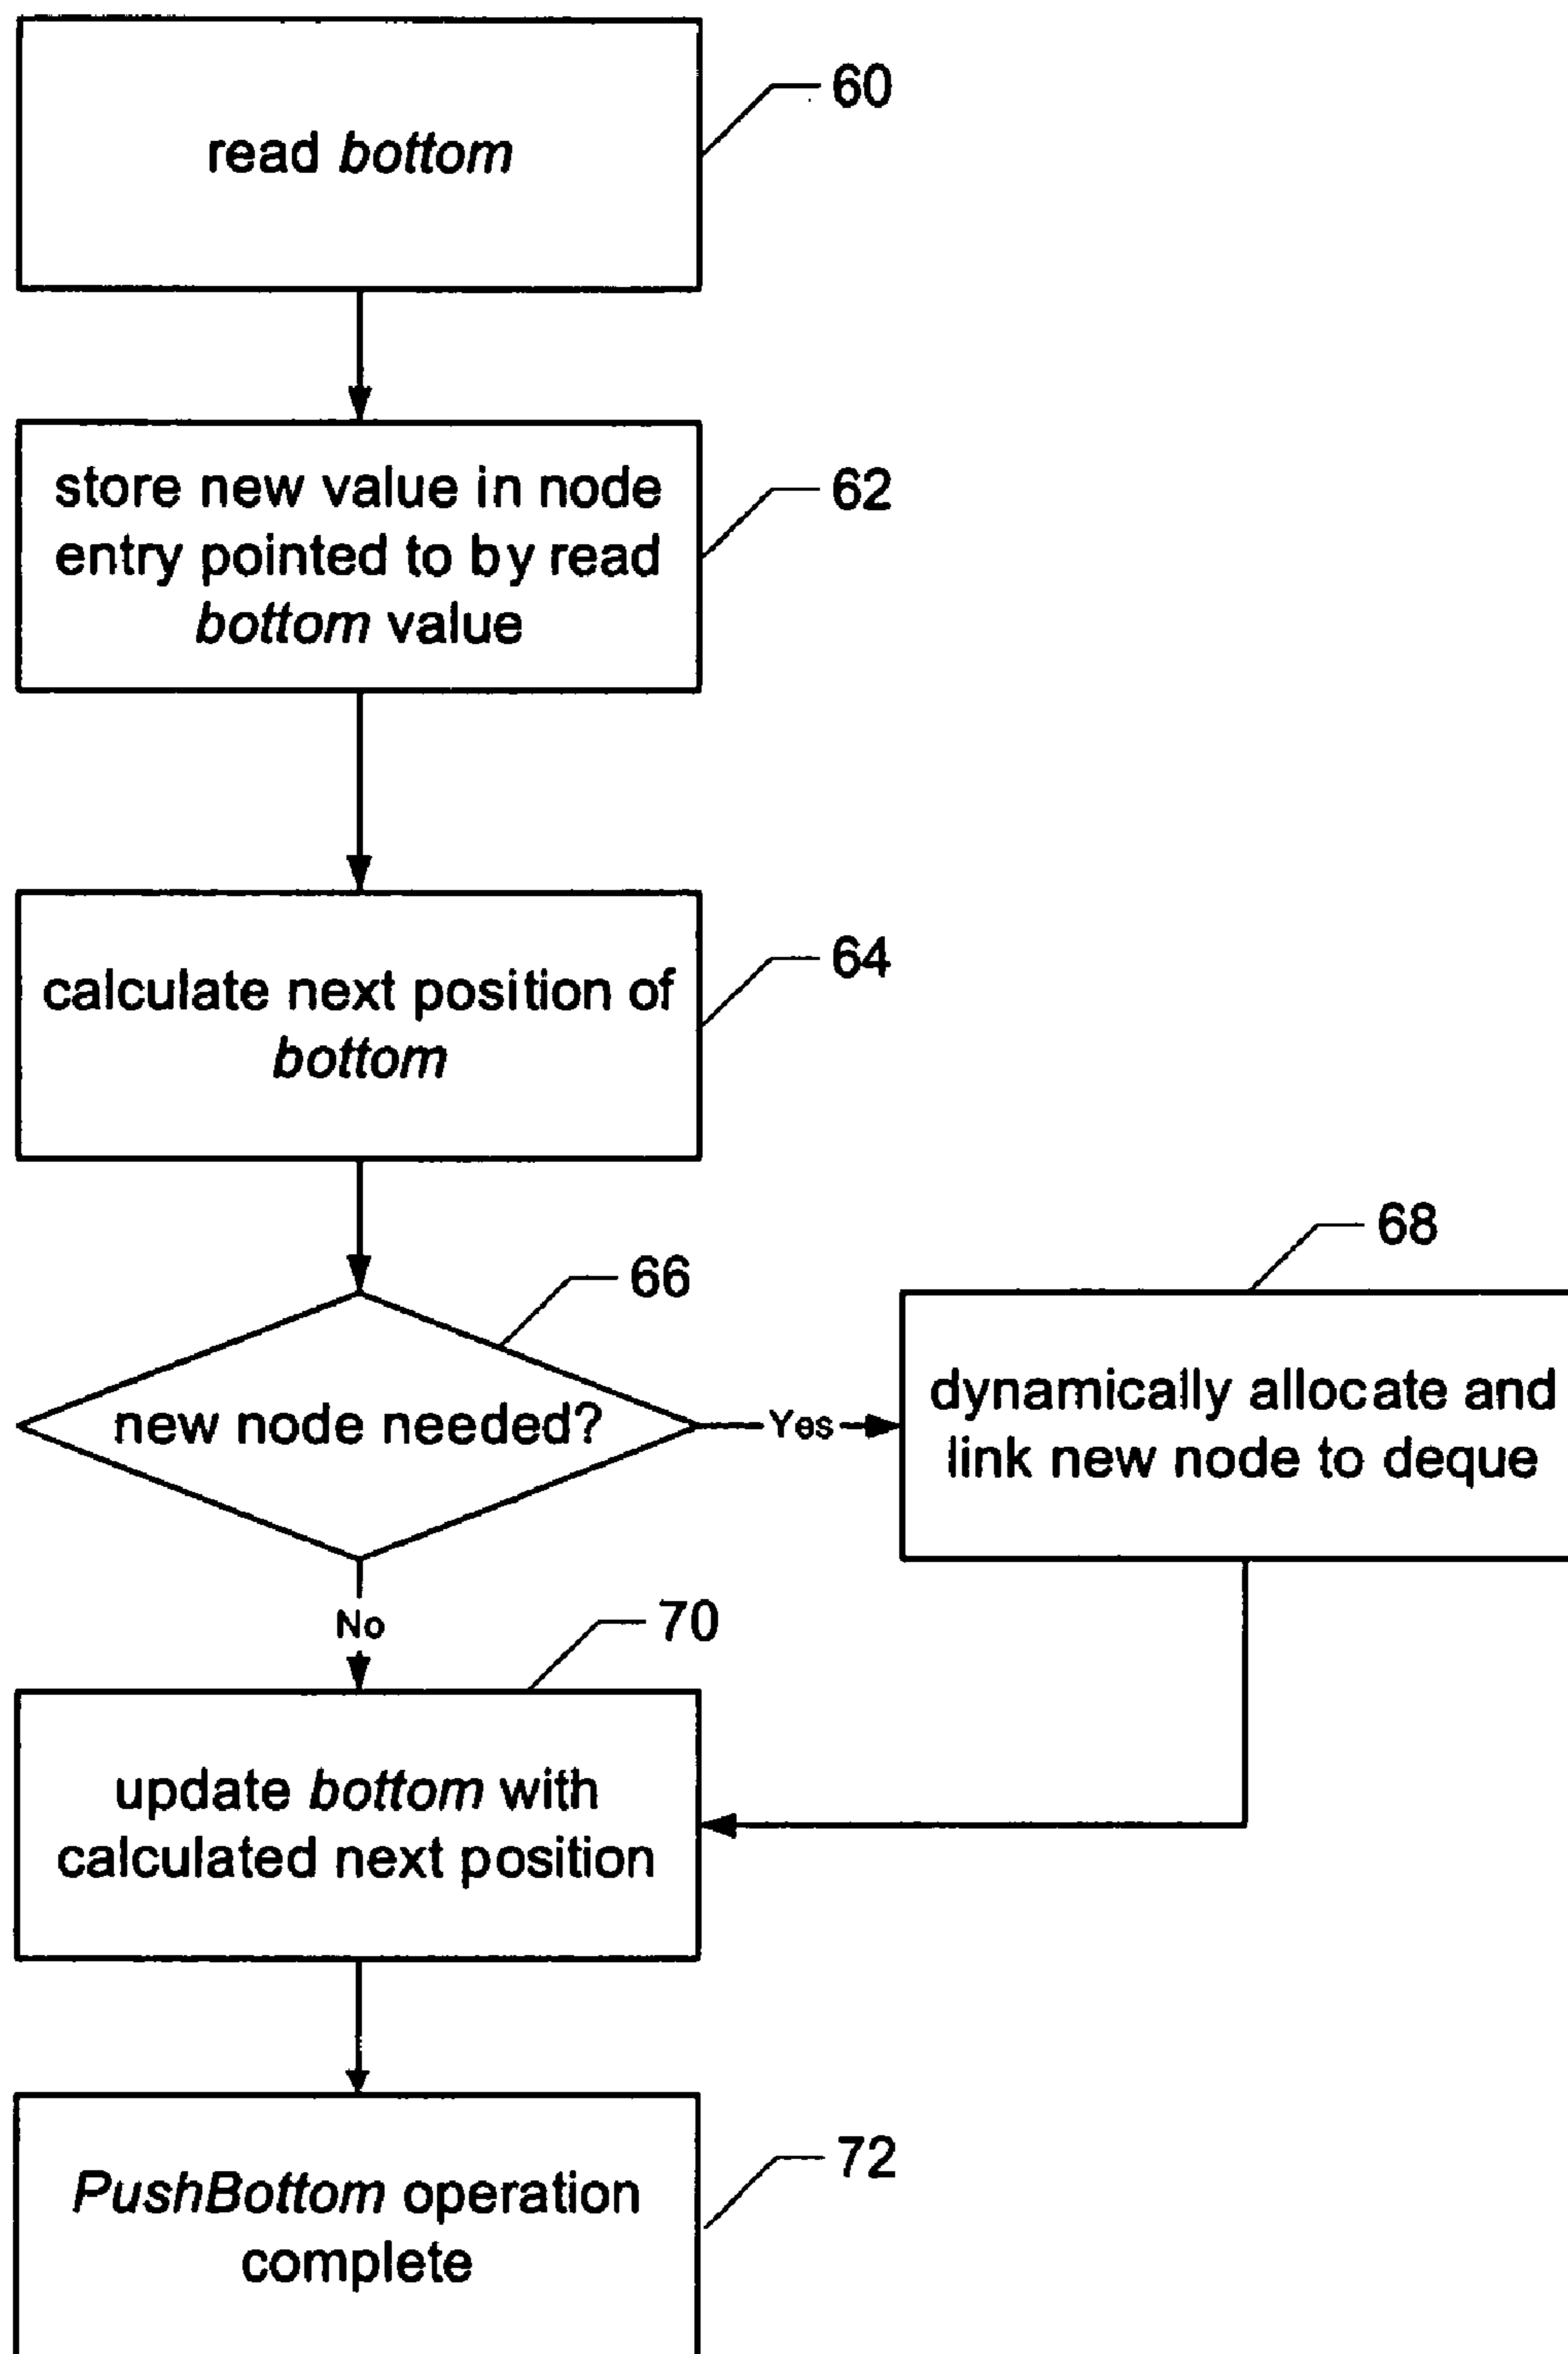 read bottom
60
store new value in node
entry pointed to by read
bottom value
62
calculate next position of
bottom
64
new node needed?
66
Yes
dynamically allocate and
link new node to deque
68
No
update bottom with
calculated next position
70
PushBottom operation
complete
72